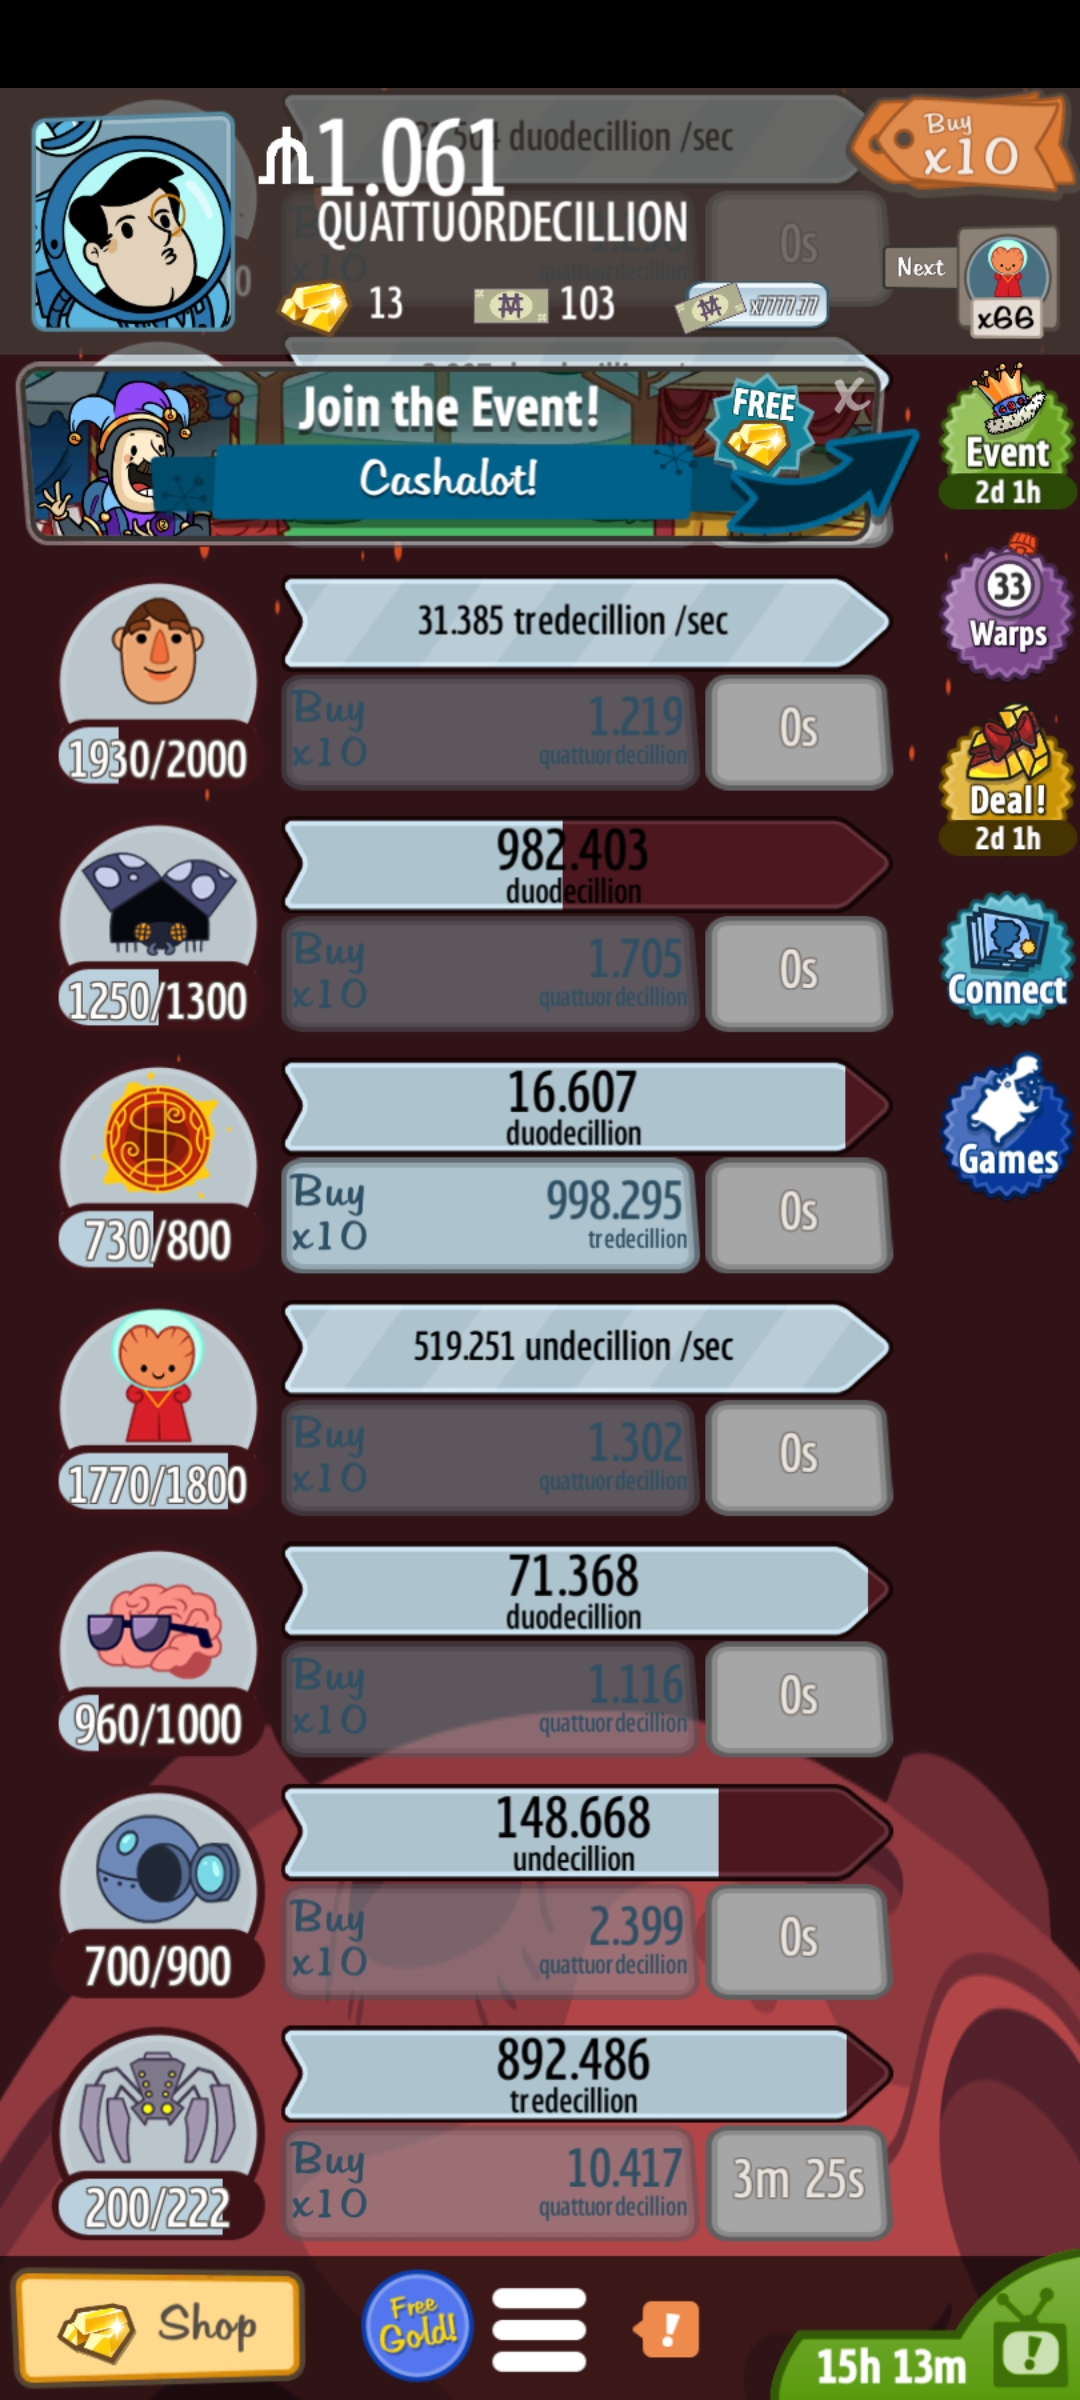 duodecillion /sec
₼1.061
QUATTUORDECILLION
Buy
x10
0s
13
103
x7777.77
Next
x66
Join the Event!
FREE
X
Cashalot!
Event
2d 1h
31.385 tredecillion /sec
33
Warps
Buy
x10
1.219
quattuordecillion
0s
1930/2000
Deal!
2d 1h
982.403
duodecillion
Buy
x10
1.705
quattuordecillion
0s
1250/1300
Connect
16.607
duodecillion
Games
Buy
x10
998.295
tredecillion
0s
730/800
519.251 undecillion /sec
Buy
x10
1.302
quattuordecillion
0s
1770/1800
71.368
duodecillion
Buy
x10
1.116
quattuordecillion
0s
960/1000
148.668
undecillion
Buy
x10
2.399
quattuordecillion
0s
700/900
892.486
tredecillion
Buy
x10
10.417
quattuordecillion
3m 25s
200/222
Shop
Free
Gold!
!
15h 13m
!